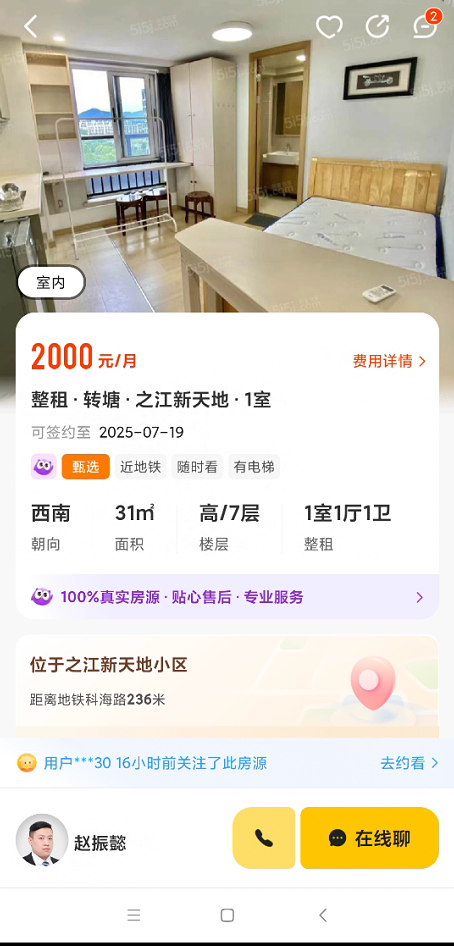 2
室内
2000 元/月
费用详情
整租 · 转塘 · 之江新天地 · 1室
可签约至 2025-07-19
甄选 近地铁 随时看 有电梯
西南 31㎡ 高/7层 1室1厅1卫
朝向 面积 楼层 整租
100%真实房源 · 贴心售后 · 专业服务
位于之江新天地小区
距离地铁科海路236米
用户***30 16小时前关注了此房源 去约看
赵振懿 在线聊